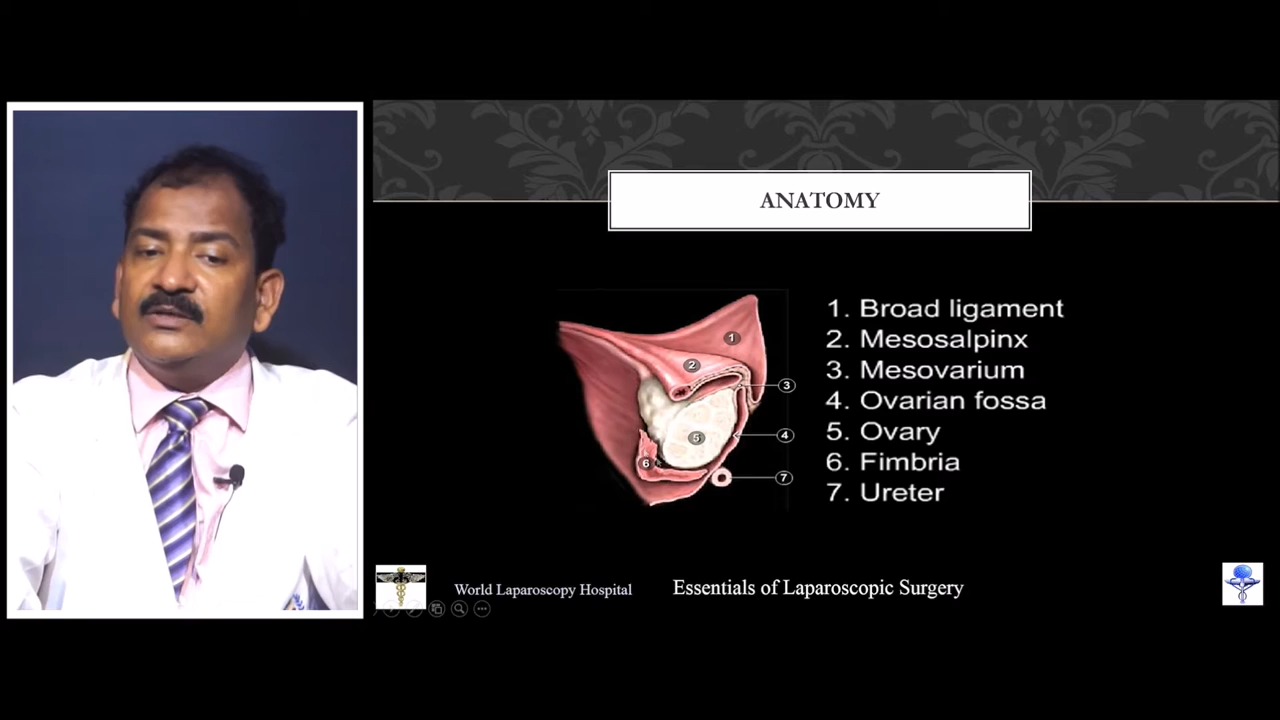 ANATOMY
1
2
3
4
5
6
7
1. Broad ligament
2. Mesosalpinx
3. Mesovarium
4. Ovarian fossa
5. Ovary
6. Fimbria
7. Ureter
World Laparoscopy Hospital
Essentials of Laparoscopic Surgery